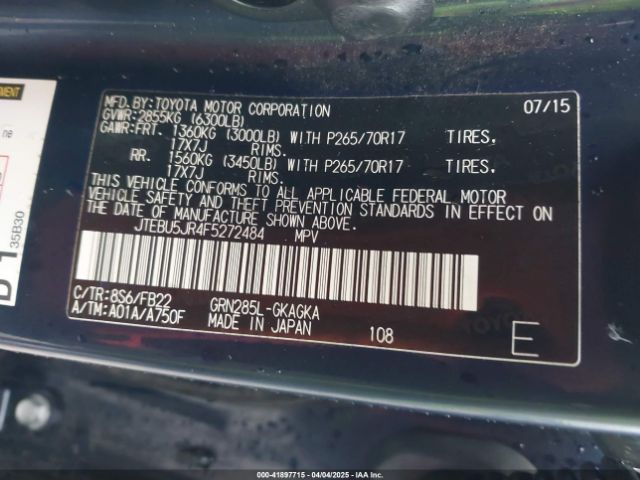 MFD. BY: TOYOTA MOTOR CORPORATION 07/15
GVWR: 2855KG (6300LB)
GAWR: FRT. 1360KG (3000LB) WITH P265/70R17 TIRES,
17X7J RIMS.
RR. 1560KG (3450LB) WITH P265/70R17 TIRES,
17X7J RIMS.
THIS VEHICLE CONFORMS TO ALL APPLICABLE FEDERAL MOTOR
VEHICLE SAFETY AND THEFT PREVENTION STANDARDS IN EFFECT ON
THE DATE OF MANUFACTURE SHOWN ABOVE.
JTEBU5JR4F5272484 MPV
C/TR: 8S6/FB22 GRN285L-GKAGKA
A/TM: A01A/A750F MADE IN JAPAN 108 E
ne
35B30
D 1
000-41897715 - 04/04/2025 - IAA, Inc.